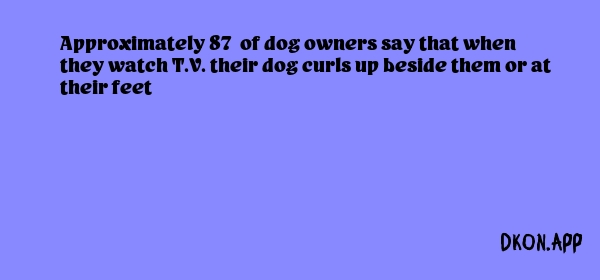 Approximately 87  of dog owners say that when
they watch T.V. their dog curls up beside them or at
their feet
DKON.APP